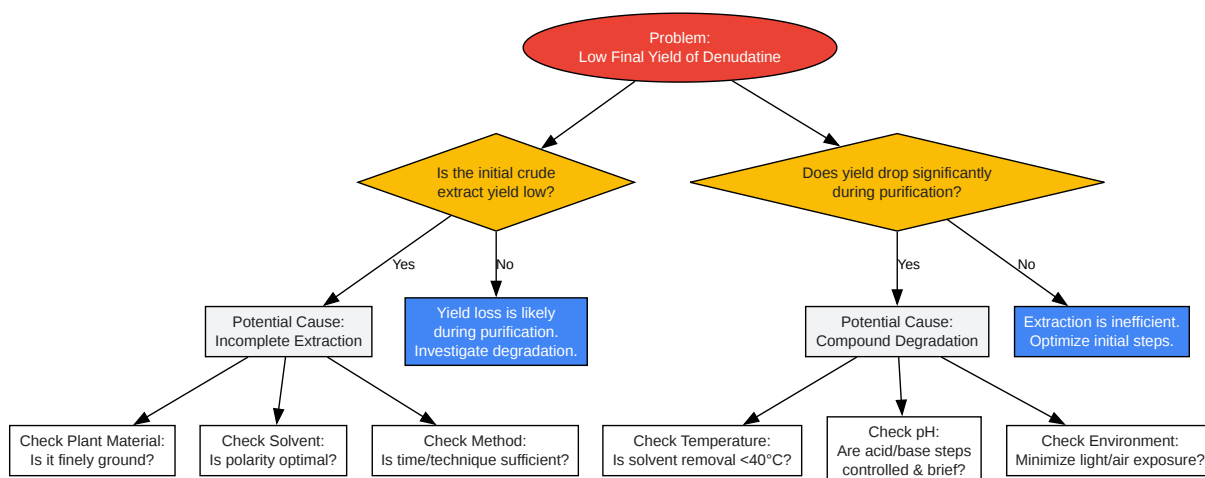 Problem:
Low Final Yield of Denudatine
Is the initial crude
extract yield low?
Does yield drop significantly
during purification?
Yes
No
Yes
No
Potential Cause:
Incomplete Extraction
Yield loss is likely
during purification.
Investigate degradation.
Potential Cause:
Compound Degradation
Extraction is inefficient.
Optimize initial steps.
Check Plant Material:
Is it finely ground?
Check Solvent:
Is polarity optimal?
Check Method:
Is time/technique sufficient?
Check Temperature:
Is solvent removal <40°C?
Check pH:
Are acid/base steps
controlled & brief?
Check Environment:
Minimize light/air exposure?